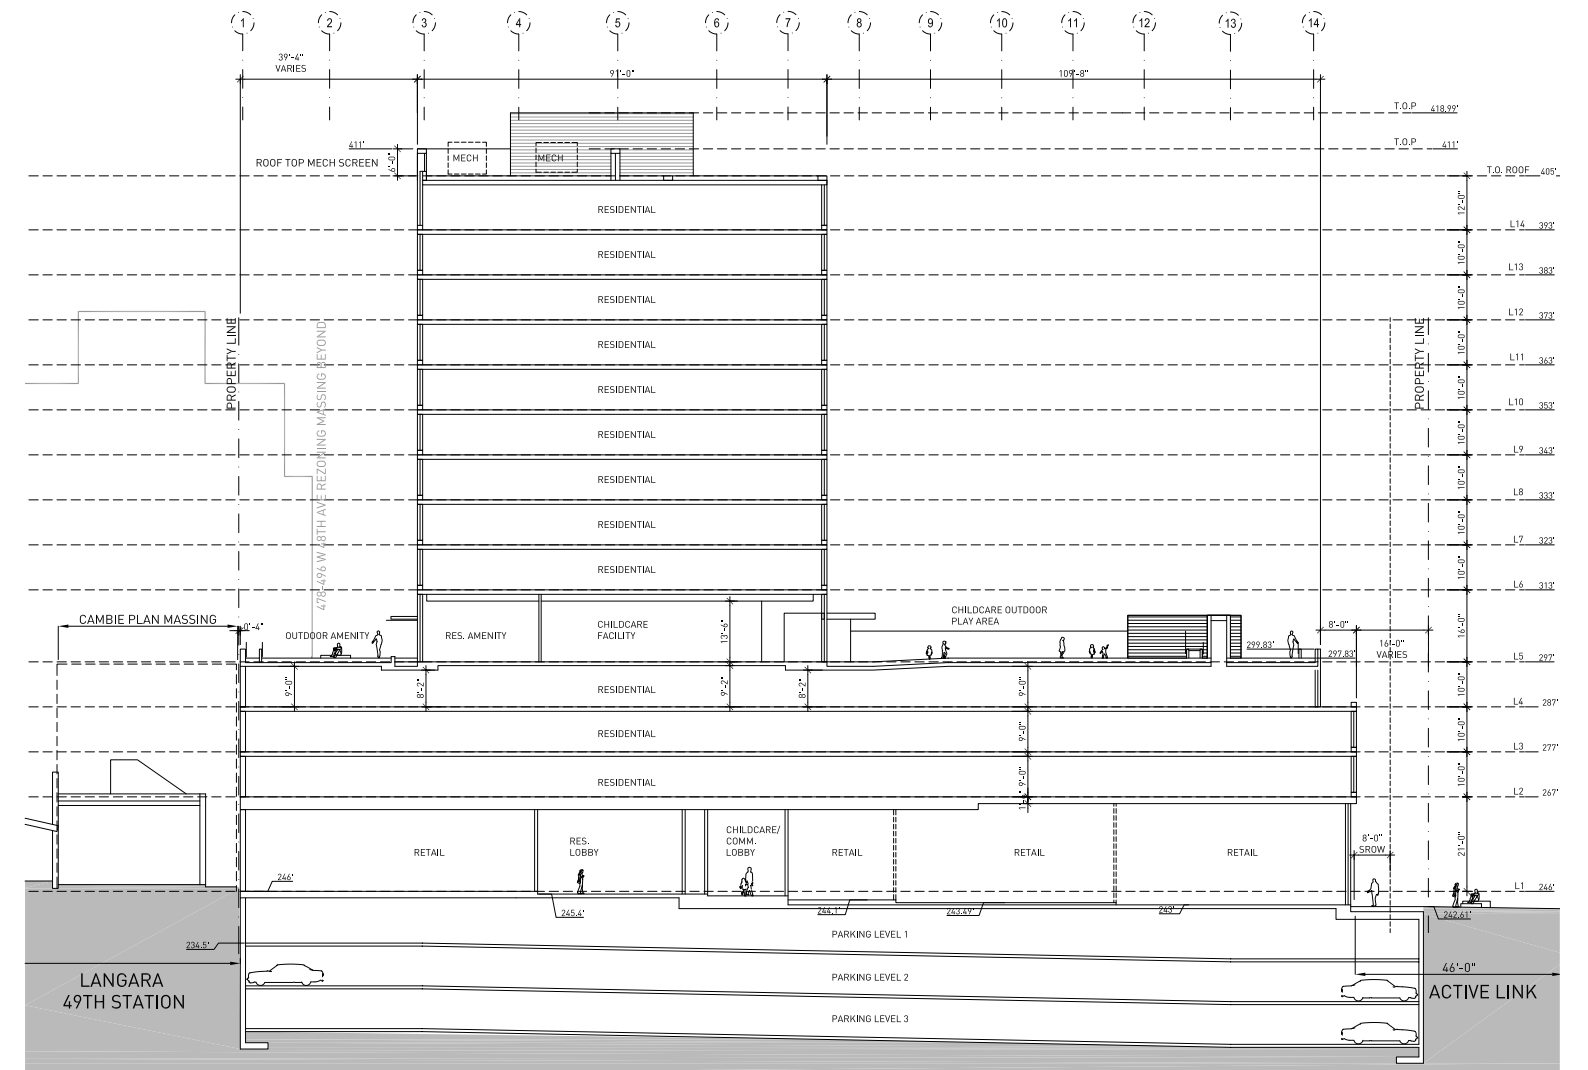 1 2 3 4 5 6 7 8 9 10 11 12 13 14
39'-4"
VARIES
91'-0"
109'-8"
T.O.P 418.99'
411'
T.O.P 411'
ROOF TOP MECH SCREEN
6'-0"
MECH
MECH
T.O. ROOF 405'
RESIDENTIAL
12'-0"
L14 393'
RESIDENTIAL
10'-0"
L13 383'
RESIDENTIAL
10'-0"
L12 373'
PROPERTY LINE
478-496 W 48TH AVE REZONING MASSING BEYOND
PROPERTY LINE
RESIDENTIAL
10'-0"
L11 363'
RESIDENTIAL
10'-0"
L10 353'
RESIDENTIAL
10'-0"
L9 343'
RESIDENTIAL
10'-0"
L8 333'
RESIDENTIAL
10'-0"
L7 323'
RESIDENTIAL
10'-0"
L6 313'
CAMBIE PLAN MASSING
0'-4"
OUTDOOR AMENITY
RES. AMENITY
CHILDCARE
FACILITY
13'-6"
CHILDCARE OUTDOOR
PLAY AREA
299.83'
297.83'
8'-0"
16'-0"
VARIES
16'-0"
L5 297'
9'-0"
8'-2"
RESIDENTIAL
9'-2"
8'-2"
9'-0"
10'-0"
L4 287'
RESIDENTIAL
9'-0"
10'-0"
L3 277'
RESIDENTIAL
9'-0"
10'-0"
L2 267'
RETAIL
RES.
LOBBY
CHILDCARE/
COMM.
LOBBY
RETAIL
RETAIL
RETAIL
8'-0"
SROW
21'-0"
246'
L1 246'
245.4'
244.1'
243.49'
243'
242.61'
234.5'
PARKING LEVEL 1
LANGARA
49TH STATION
PARKING LEVEL 2
46'-0"
ACTIVE LINK
PARKING LEVEL 3